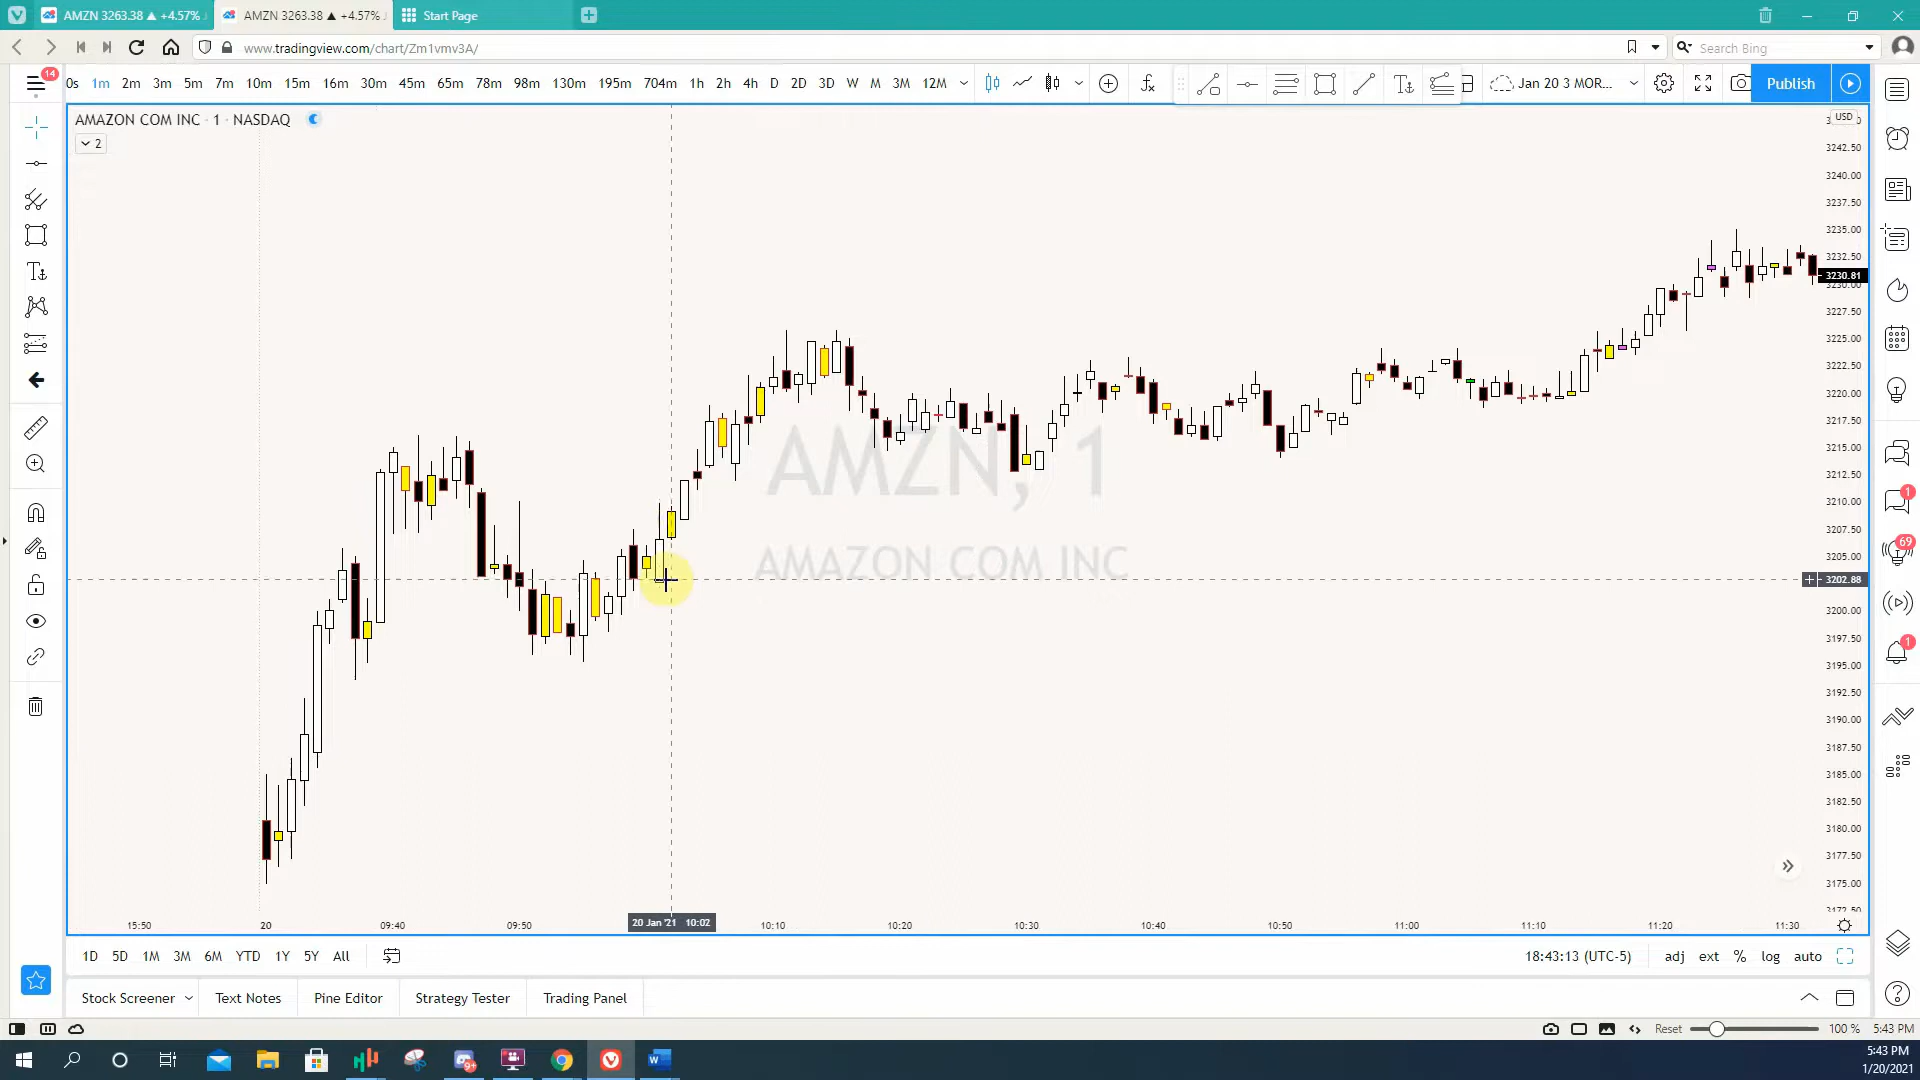 AMZN 3263.38 ▲ +4.57%
AMZN 3263.38 ▲ +4.57%
Start Page
www.tradingview.com/chart/Zm1vmv3A/
Search Bing
14
0s 1m 2m 3m 5m 7m 10m 15m 16m 30m 45m 65m 78m 98m 130m 195m 704m 1h 2h 4h D 2D 3D W M 3M 12M
Jan 20 3 MOR...
Publish
AMAZON COM INC · 1 · NASDAQ
2
USD
3242.50
3240.00
3237.50
3235.00
3232.50
3230.81
3230.00
3227.50
3225.00
3222.50
3220.00
3217.50
3215.00
3212.50
3210.00
3207.50
3205.00
3202.88
3200.00
3197.50
3195.00
3192.50
3190.00
3187.50
3185.00
3182.50
3180.00
3177.50
3175.00
3172.50
AMZN, 1
AMAZON COM INC
1
69
1
15:50 20 09:40 09:50 20 Jan '21 10:02 10:10 10:20 10:30 10:40 10:50 11:00 11:10 11:20 11:30
1D 5D 1M 3M 6M YTD 1Y 5Y All
18:43:13 (UTC-5) adj ext % log auto
Stock Screener Text Notes Pine Editor Strategy Tester Trading Panel
Reset 100 % 5:43 PM
9+
5:43 PM
1/20/2021